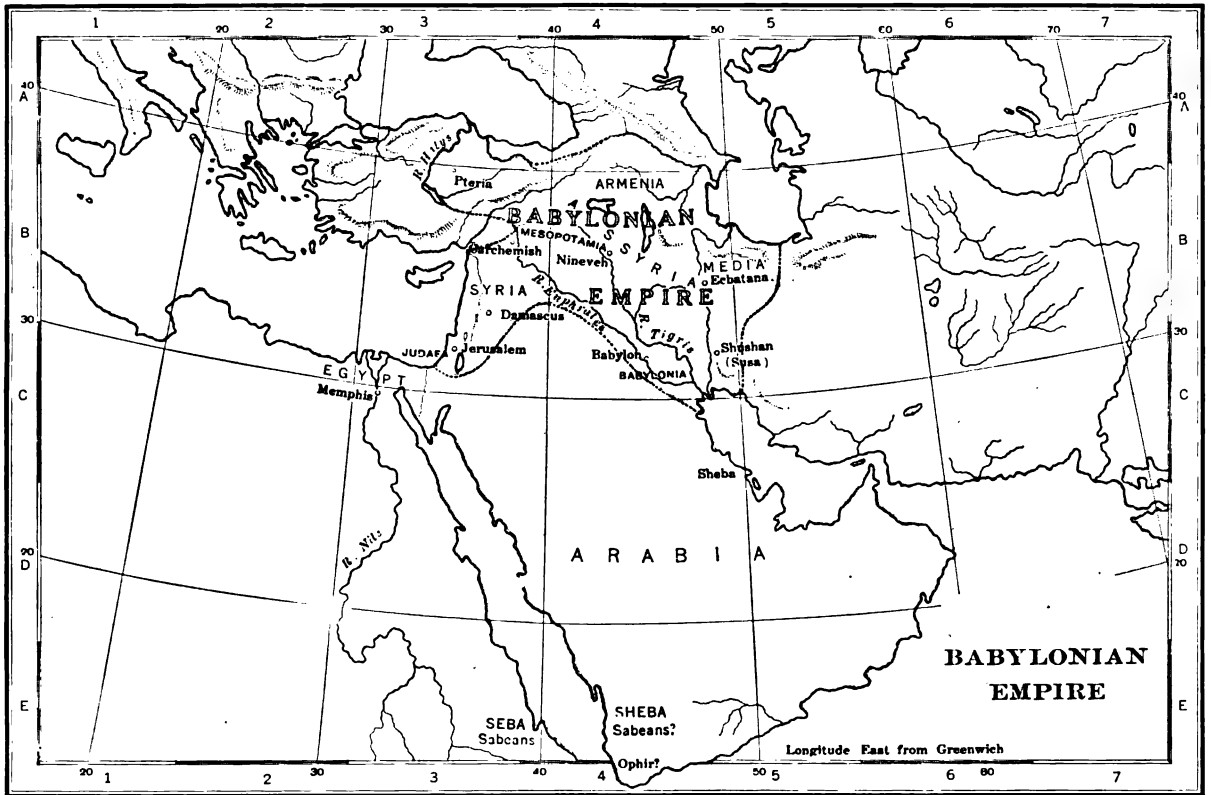 1 2 3 4 5 6 7
20 30 40 50 60 70
40 A
40 A
R. Halys
Pteria
ARMENIA
BABYLONIAN
ASSYRIA
MESOPOTAMIA
B
B
Carchemish
Nineveh
MEDIA
Ecbatana
SYRIA
R. Euphrates
EMPIRE
Damascus
R. Tigris
30
30
JUDAEA
Jerusalem
Babylon
Shushan
(Susa)
EGYPT
BABYLONIA
Memphis
C
C
Sheba
R. Nile
ARABIA
20
D
D
20
BABYLONIAN
EMPIRE
E
E
SEBA
Sabeans
SHEBA
Sabeans?
Longitude East from Greenwich
Ophir?
20 30 40 50 60
1 2 3 4 5 6 7